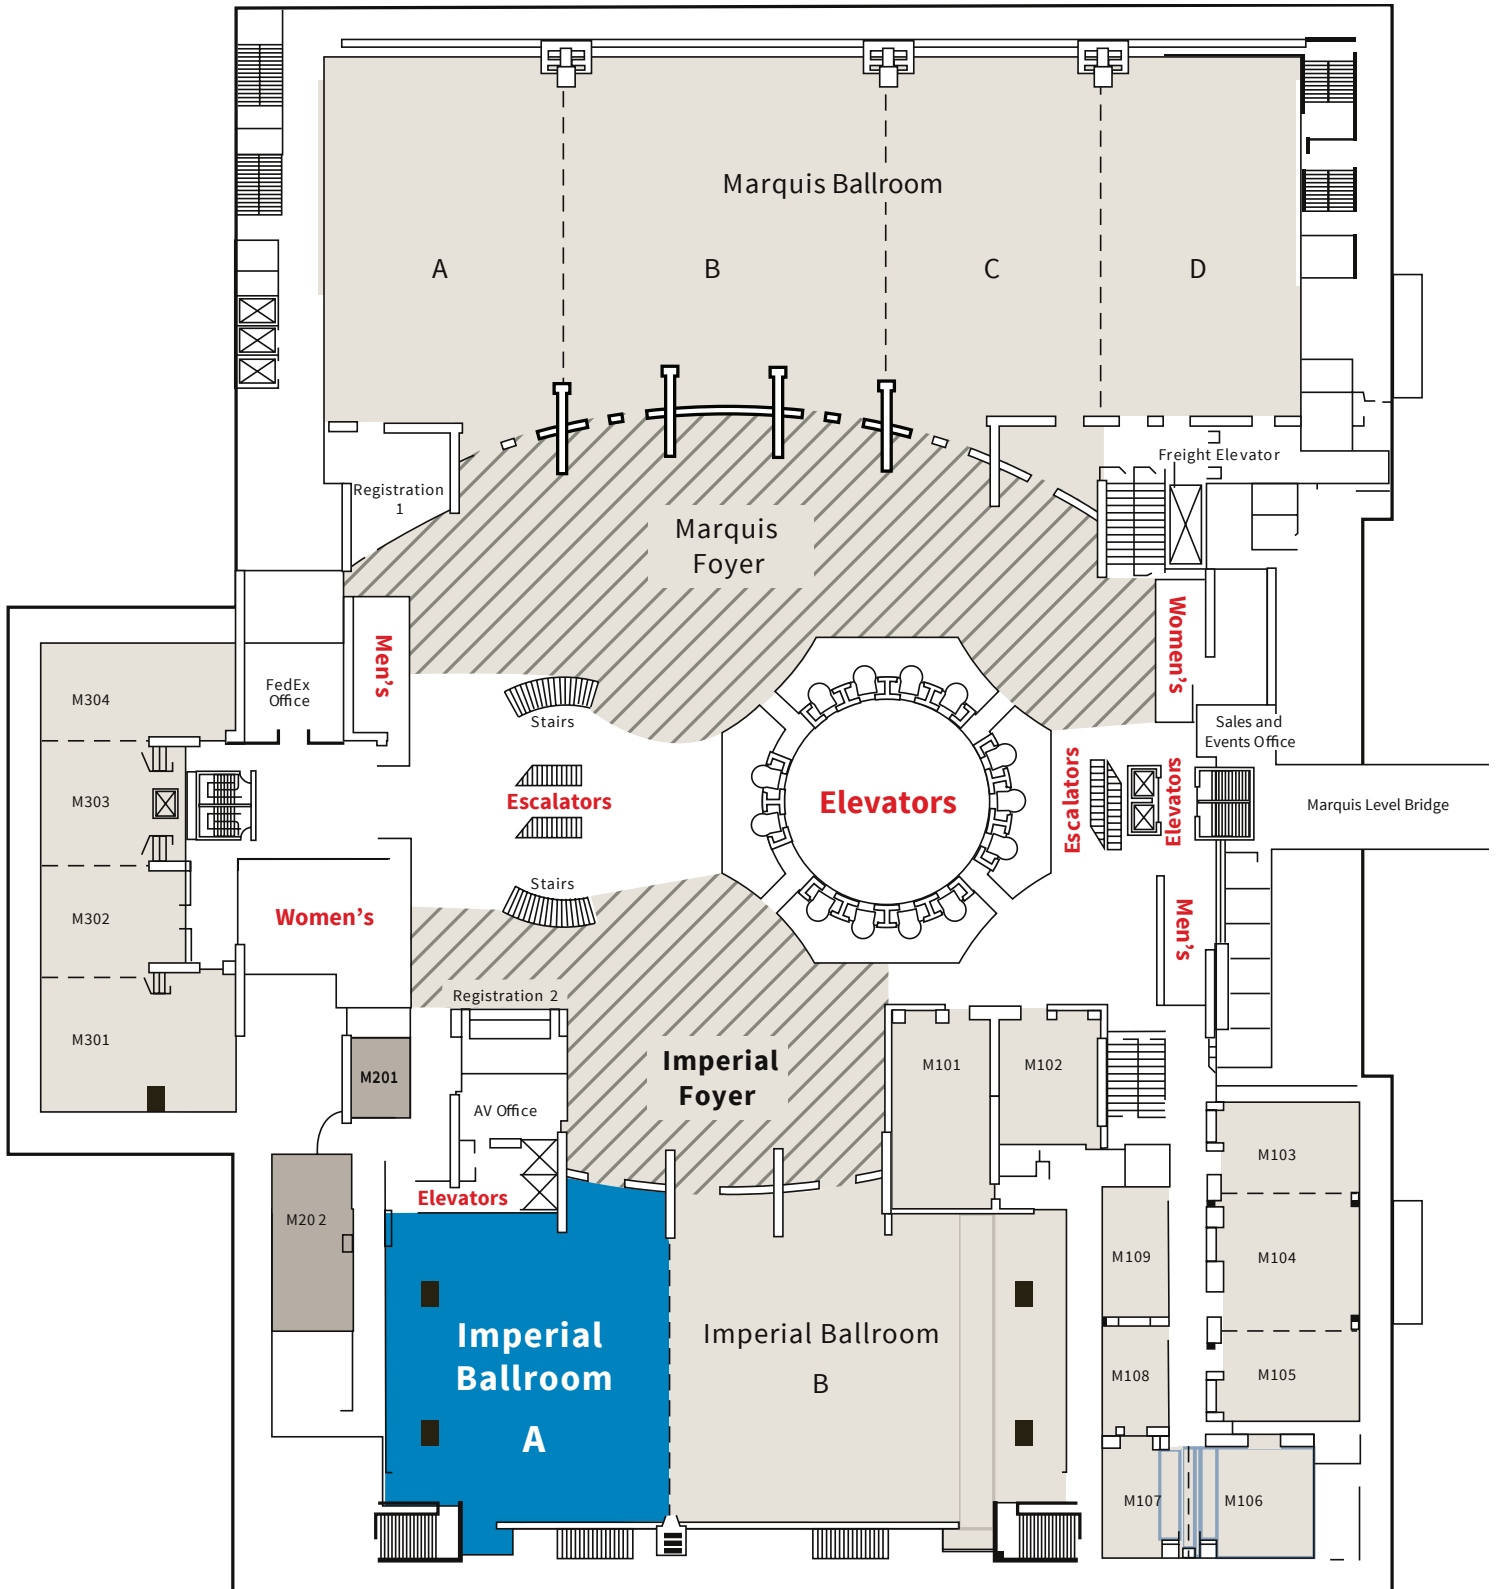 Marquis Ballroom
A
B
C
D
Freight Elevator
Registration
1
Marquis
Foyer
Men's
Women's
FedEx
Office
M304
Stairs
Sales and
Events Office
M303
Escalators
Elevators
Escalators
Elevators
Marquis Level Bridge
Stairs
M302
Women's
Men's
Registration 2
M301
M201
Imperial
Foyer
M101
M102
AV Office
M103
Elevators
M202
M109
M104
Imperial
Ballroom
A
Imperial Ballroom
B
M108
M105
M107
M106